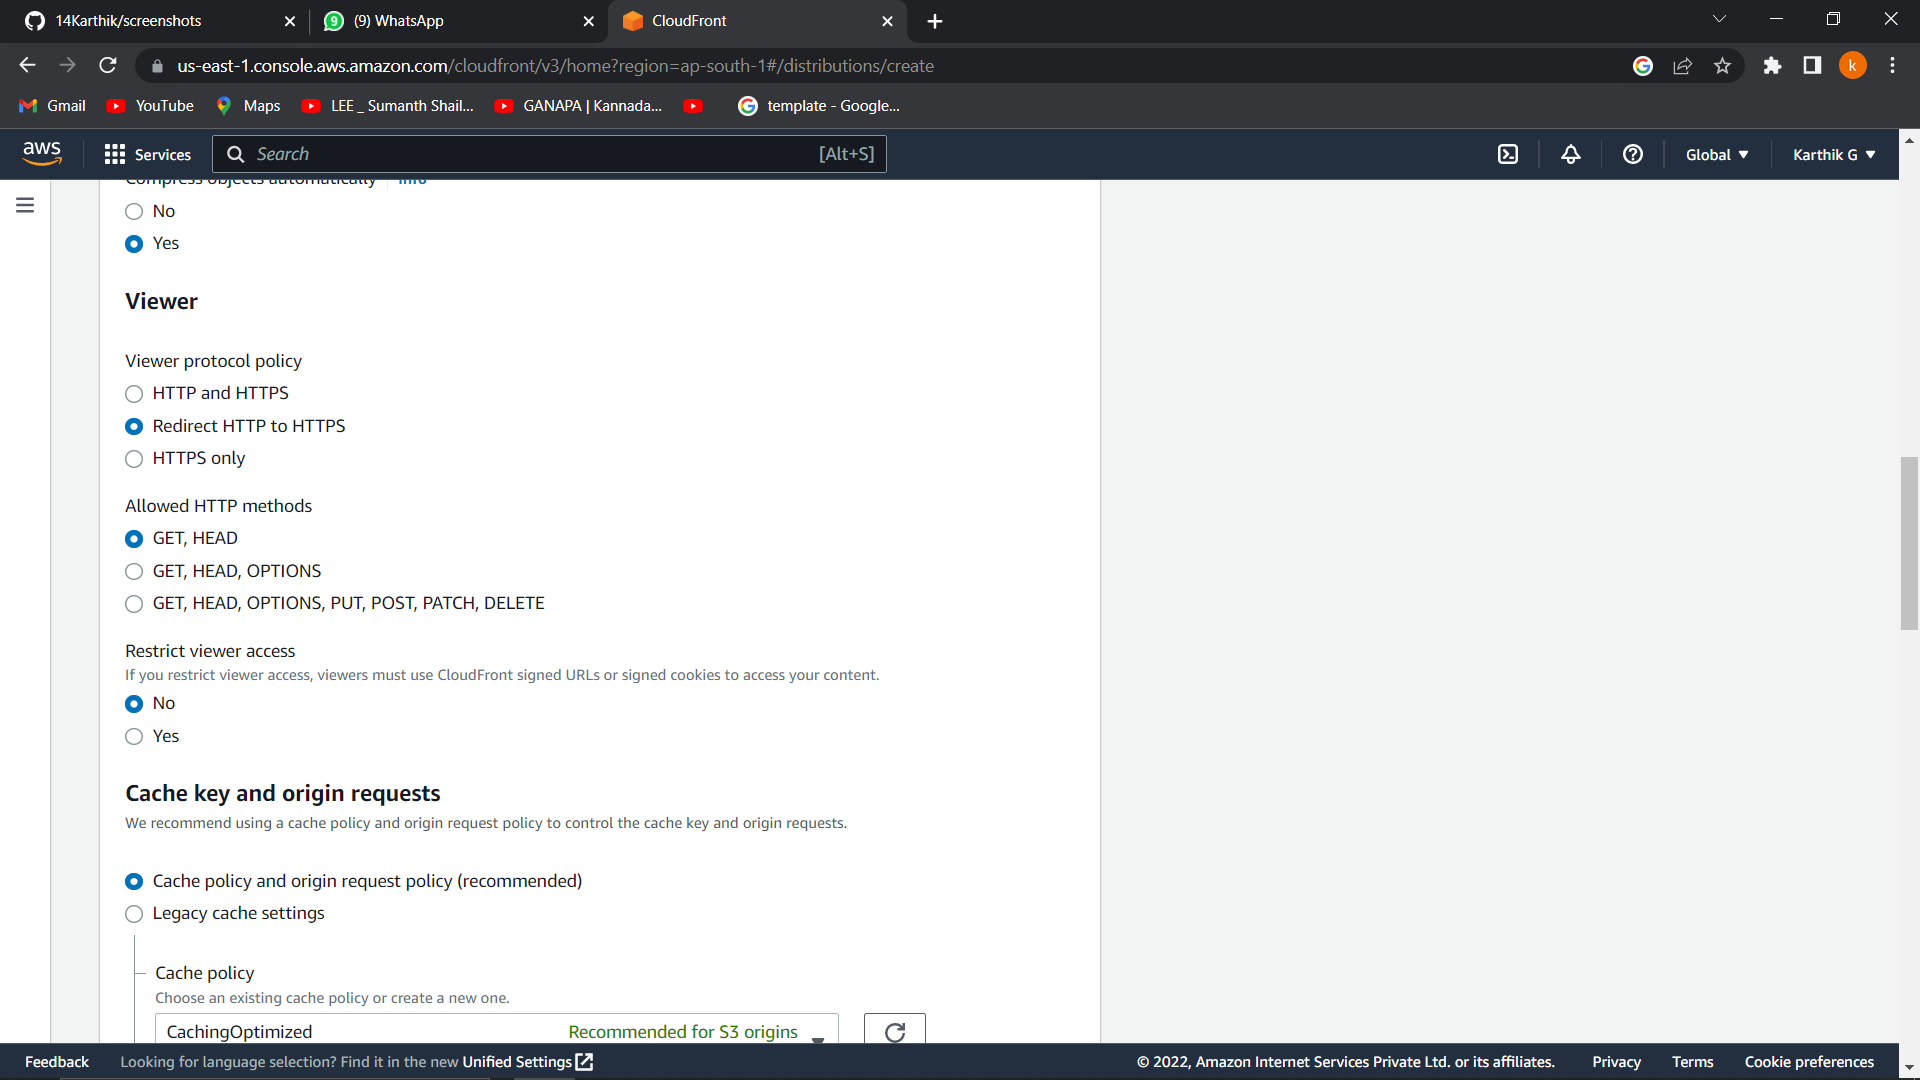 14Karthik/screenshots
(9) WhatsApp
CloudFront
us-east-1.console.aws.amazon.com/cloudfront/v3/home?region=ap-south-1#/distributions/create
k
Gmail
YouTube
Maps
LEE _ Sumanth Shail...
GANAPA | Kannada...
template - Google...
aws
Services
Search
[Alt+S]
Global
Karthik G
Compress objects automatically
Info
No
Yes
Viewer
Viewer protocol policy
HTTP and HTTPS
Redirect HTTP to HTTPS
HTTPS only
Allowed HTTP methods
GET, HEAD
GET, HEAD, OPTIONS
GET, HEAD, OPTIONS, PUT, POST, PATCH, DELETE
Restrict viewer access
If you restrict viewer access, viewers must use CloudFront signed URLs or signed cookies to access your content.
No
Yes
Cache key and origin requests
We recommend using a cache policy and origin request policy to control the cache key and origin requests.
Cache policy and origin request policy (recommended)
Legacy cache settings
Cache policy
Choose an existing cache policy or create a new one.
CachingOptimized
Recommended for S3 origins
Feedback
Looking for language selection? Find it in the new Unified Settings
© 2022, Amazon Internet Services Private Ltd. or its affiliates.
Privacy
Terms
Cookie preferences